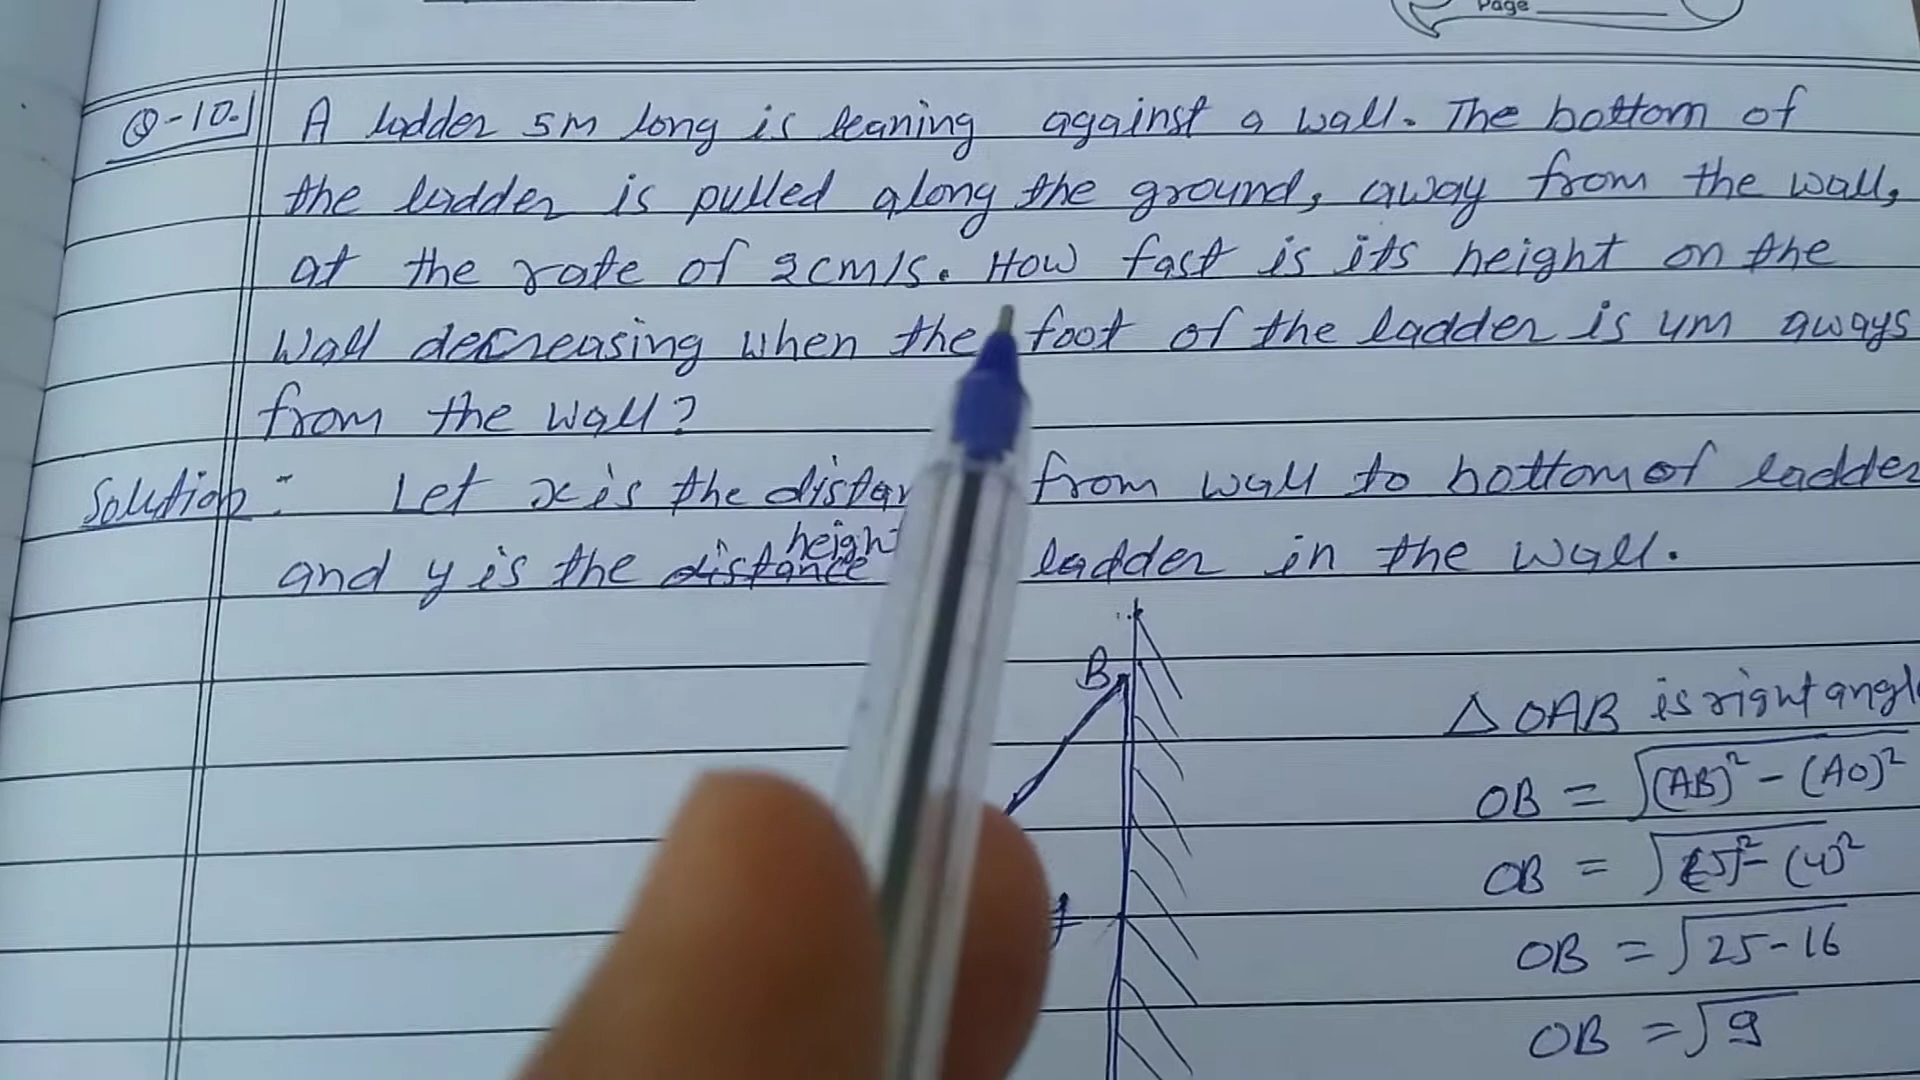 Page
Q-10.
A ladder 5M long is leaning against a wall. The bottom of
the ladder is pulled along the ground, away from the wall,
at the rate of 2cm/s. How fast is its height on the
wall decreasing when the foot of the ladder is 4M aways
from the wall?
Solution:- Let x is the distan from wall to bottom of ladder
height
and y is the distance ladder in the wall.
B
△OAB is right angle
OB = √(AB)² - (AO)²
OB = √(5)² - (4)²
OB = √25-16
OB = √9